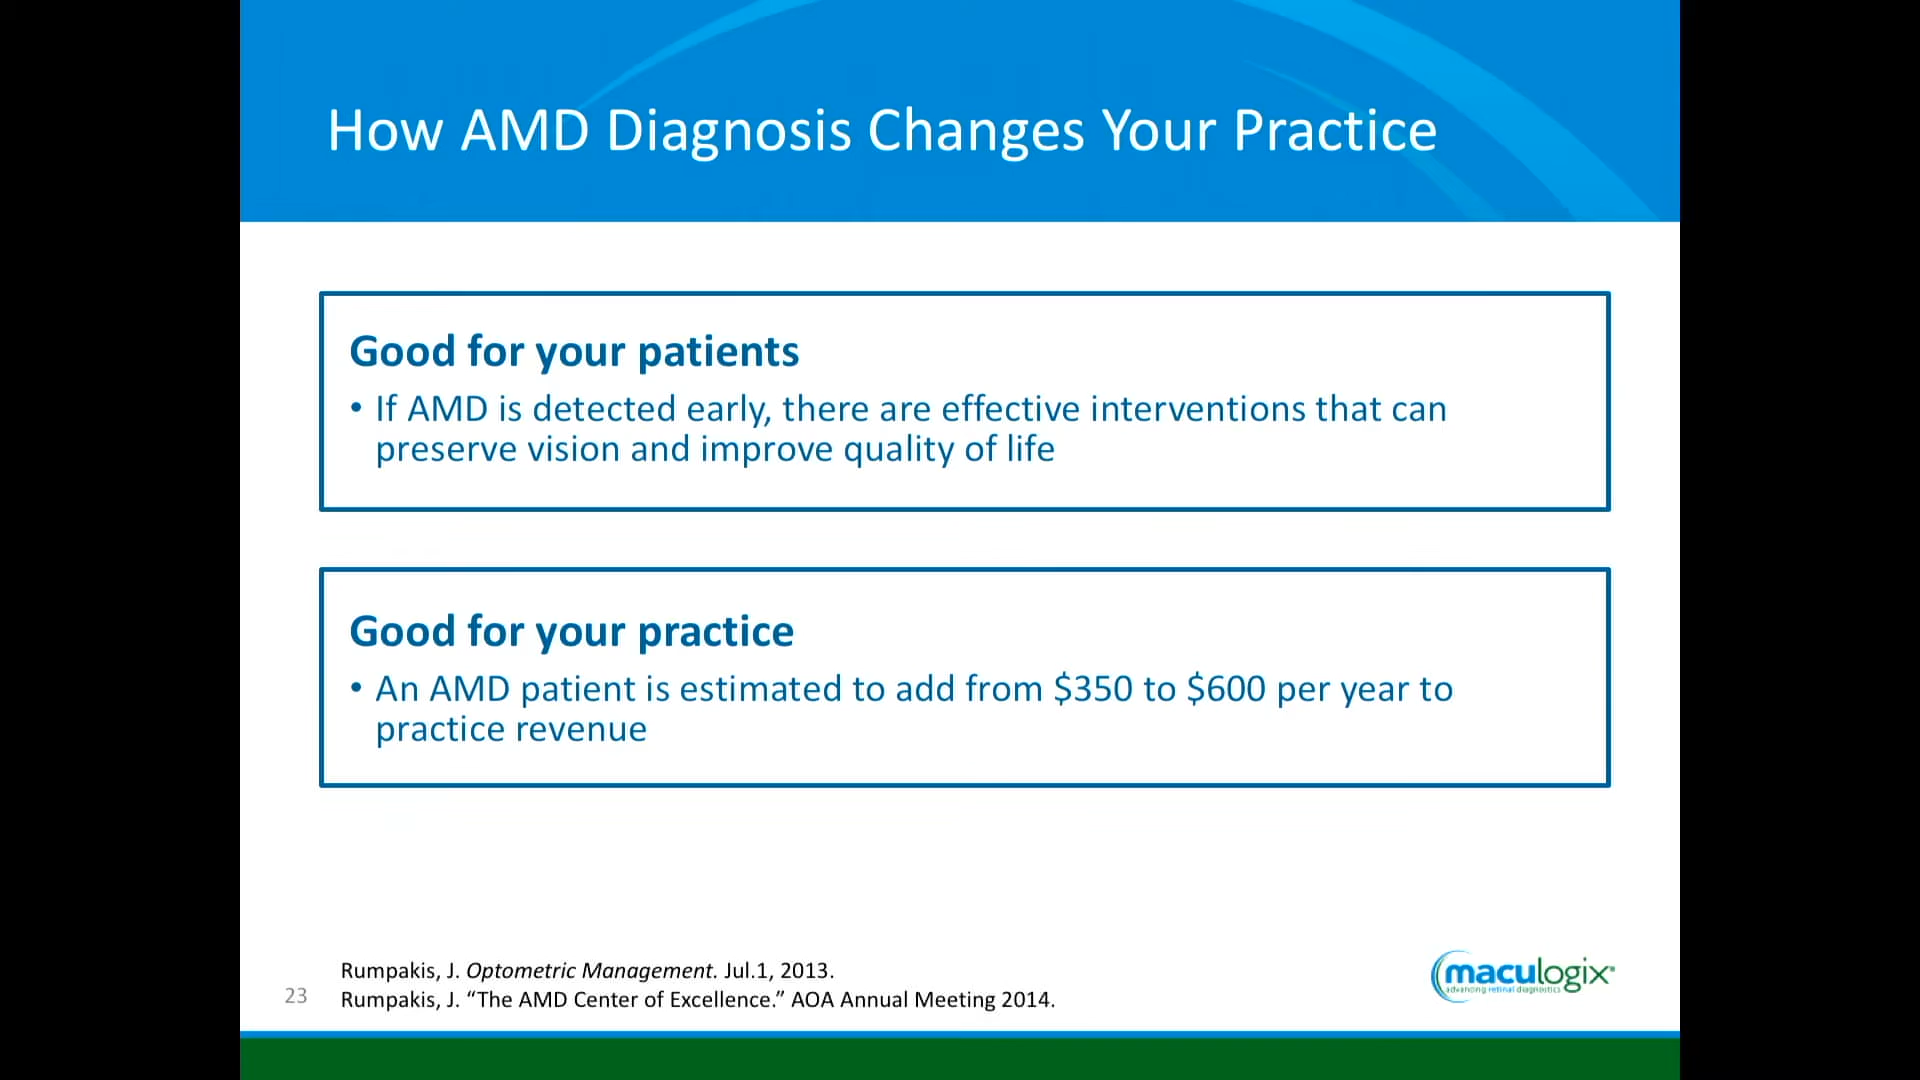 How AMD Diagnosis Changes Your Practice
Good for your patients
• If AMD is detected early, there are effective interventions that can
preserve vision and improve quality of life
Good for your practice
• An AMD patient is estimated to add from $350 to $600 per year to
practice revenue
Rumpakis, J. Optometric Management. Jul.1, 2013.
23 Rumpakis, J. “The AMD Center of Excellence.” AOA Annual Meeting 2014.
maculogix®
advancing retinal diagnostics